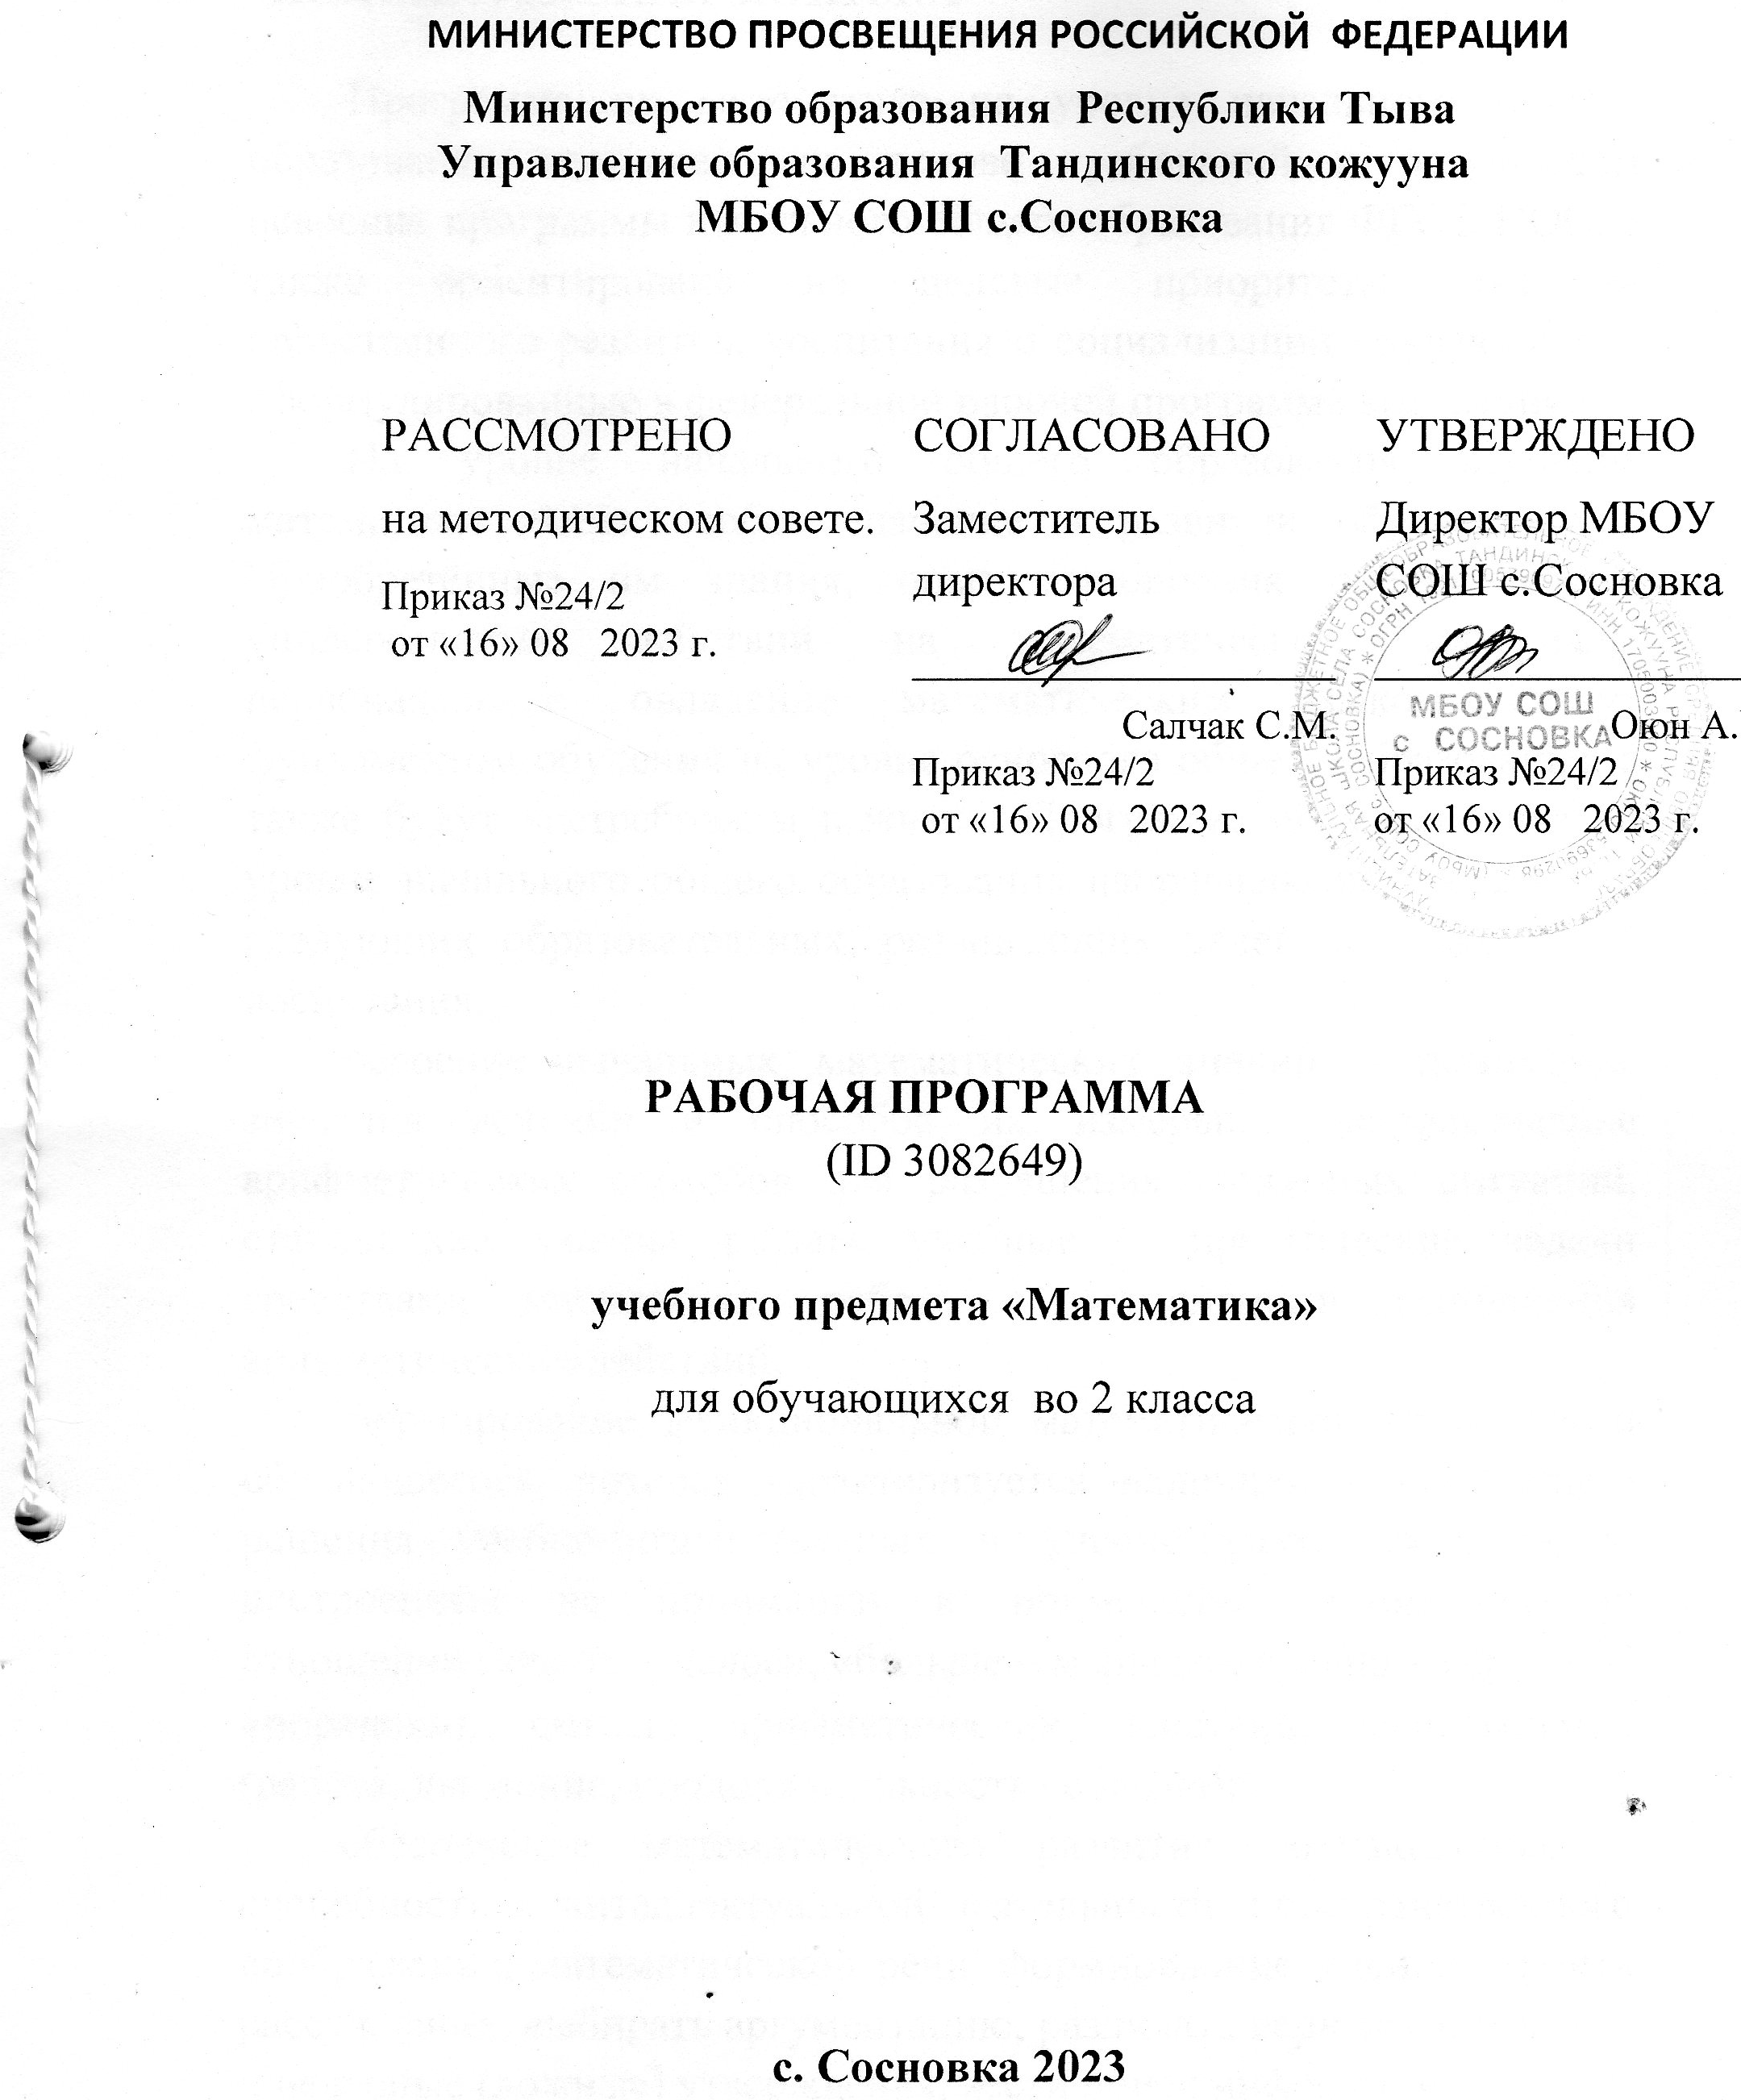 МИНИСТЕРСТВО ПРОСВЕЩЕНИЯ РОССИЙСКОЙ  ФЕДЕРАЦИИ
Министерство образования  Республики Тыва
Управление образования  Тандинского кожууна
МБОУ СОШ с.Сосновка
РАССМОТРЕНО
на методическом совете.
Приказ №24/2
от «16» 08   2023 г.
СОГЛАСОВАНО
Заместитель
директора
Салчак С.М.
Приказ №24/2
от «16» 08   2023 г.
УТВЕРЖДЕНО
Директор МБОУ
СОШ с.Сосновка
Оюн А.
Приказ №24/2
от «16» 08   2023 г.
МБОУ СОШ
с СОСНОВКА
РАБОЧАЯ ПРОГРАММА
(ID 3082649)
учебного предмета «Математика»
для обучающихся  во 2 класса
с. Сосновка 2023